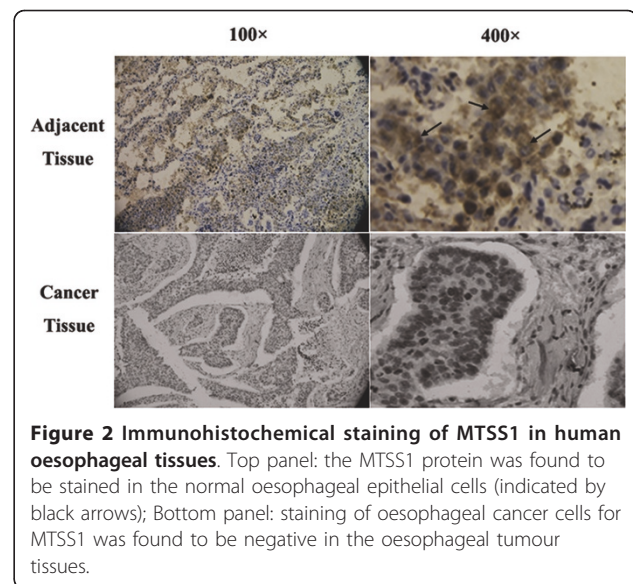 100× 400×
Adjacent
Tissue
Cancer
Tissue
Figure 2 Immunohistochemical staining of MTSS1 in human
oesophageal tissues. Top panel: the MTSS1 protein was found to
be stained in the normal oesophageal epithelial cells (indicated by
black arrows); Bottom panel: staining of oesophageal cancer cells for
MTSS1 was found to be negative in the oesophageal tumour
tissues.